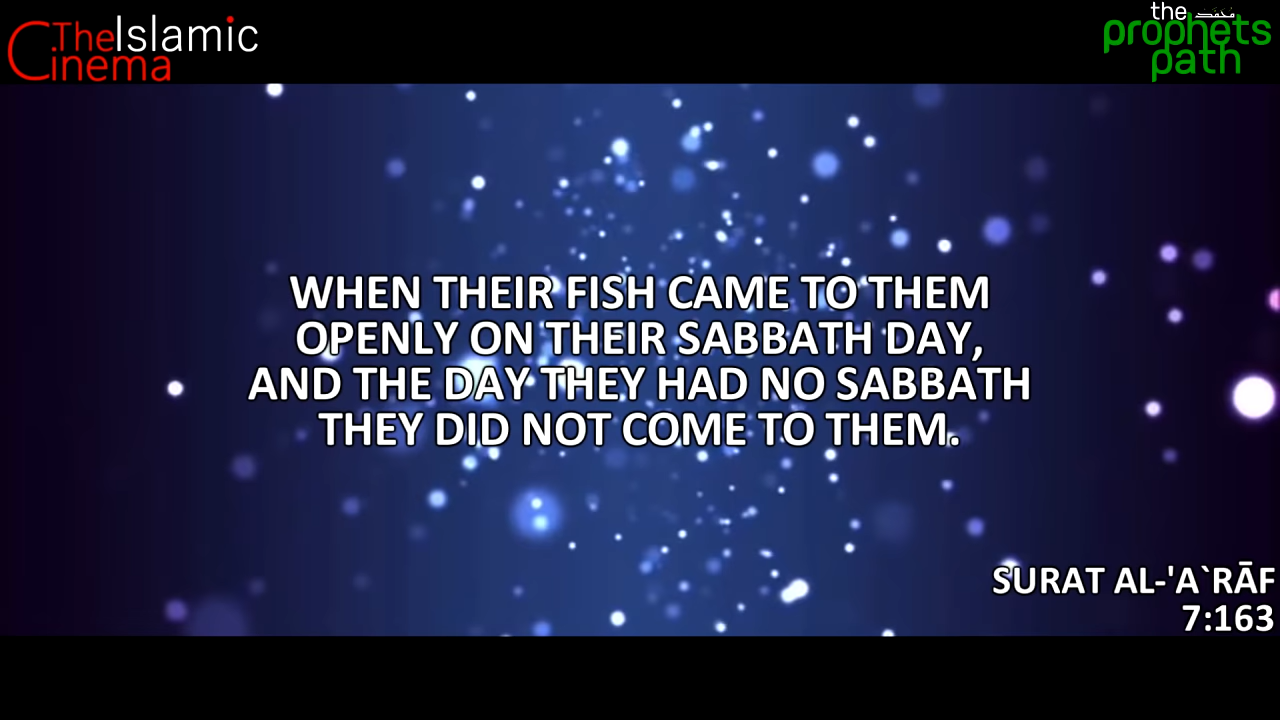 TheIslamic
Cinema
the محمد
prophets
path
WHEN THEIR FISH CAME TO THEM
OPENLY ON THEIR SABBATH DAY,
AND THE DAY THEY HAD NO SABBATH
THEY DID NOT COME TO THEM.
SURAT AL-'A`RĀF
7:163